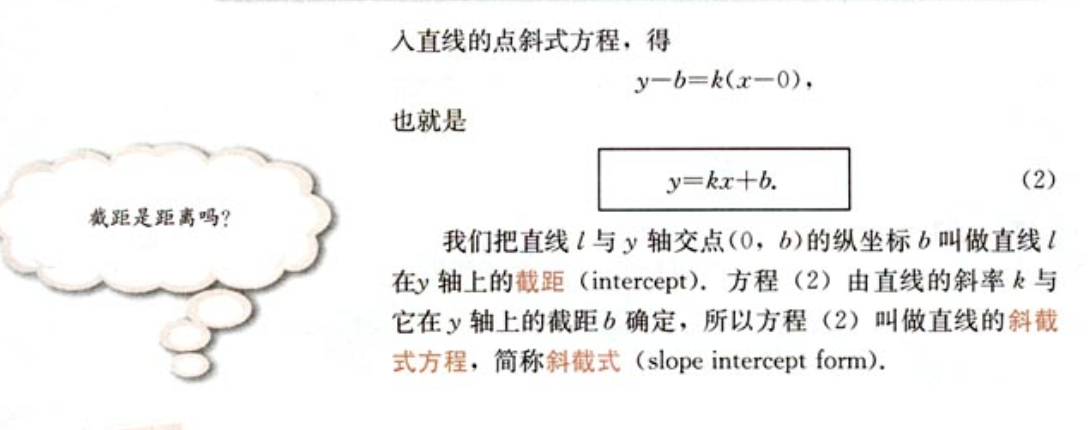 入直线的点斜式方程，得
y－b＝k(x－0)，
也就是
y＝kx＋b.
(2)
截距是距离吗？
我们把直线 l 与 y 轴交点(0，b)的纵坐标 b 叫做直线 l
在y 轴上的截距（intercept）. 方程（2）由直线的斜率 k 与
它在 y 轴上的截距 b 确定，所以方程（2）叫做直线的斜截
式方程，简称斜截式（slope intercept form）.